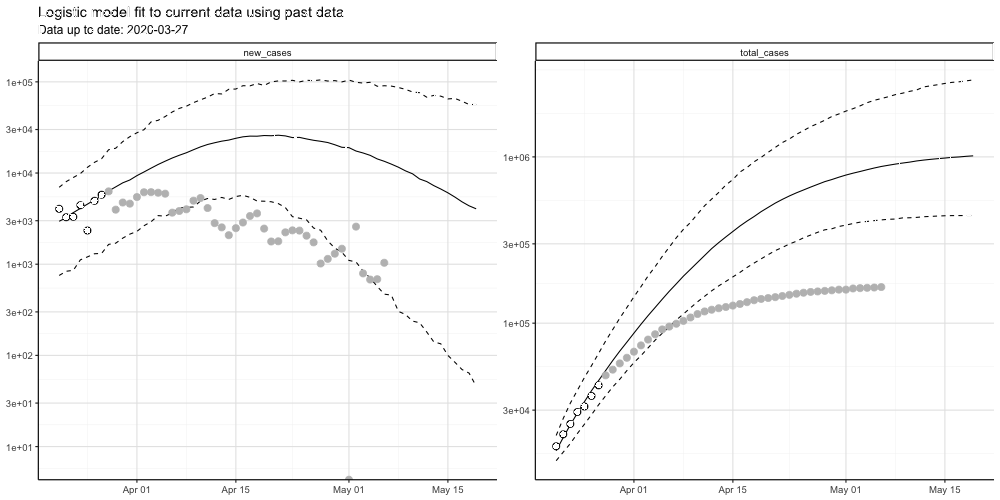 Logistic model fit to current data using past data
Data up to date: 2020-03-27
new_cases
total_cases
1e+05
3e+04
1e+04
3e+03
1e+03
3e+02
1e+02
3e+01
1e+01
Apr 01
Apr 15
May 01
May 15
1e+06
3e+05
1e+05
3e+04
Apr 01
Apr 15
May 01
May 15